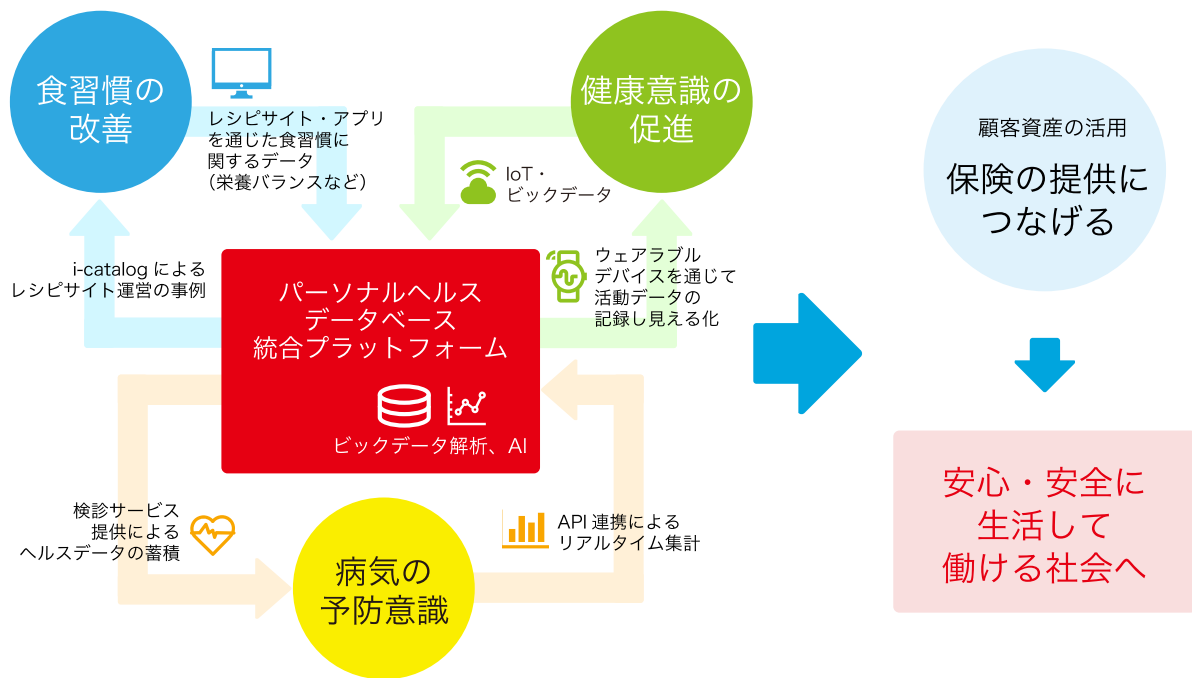 食習慣の
改善
レシピサイト・アプリ
を通じた食習慣に
関するデータ
（栄養バランスなど）
健康意識の
促進
IoT・
ビックデータ
i-catalog による
レシピサイト運営の事例
パーソナルヘルス
データベース
統合プラットフォーム
ビックデータ解析、AI
ウェアラブル
デバイスを通じて
活動データの
記録し見える化
検診サービス
提供による
ヘルスデータの蓄積
病気の
予防意識
API 連携による
リアルタイム集計
顧客資産の活用
保険の提供に
つなげる
安心・安全に
生活して
働ける社会へ